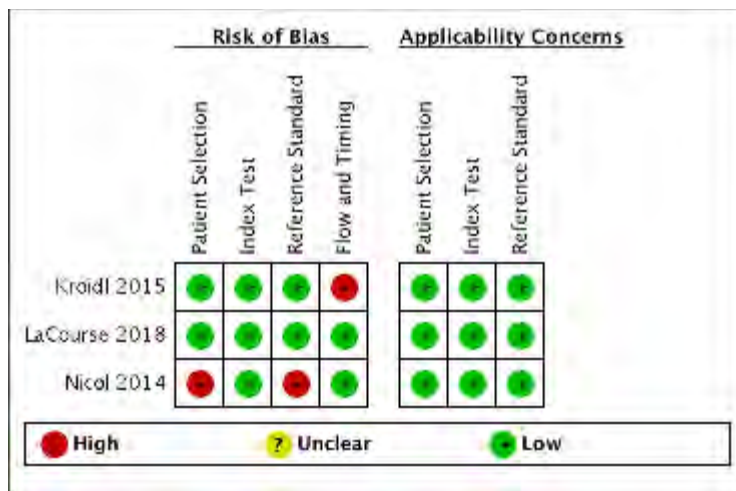 Risk of Bias Applicability Concerns
Patient Selection
Index Test
Reference Standard
Flow and Timing
Patient Selection
Index Test
Reference Standard
Kroidl 2015
LaCourse 2018
Nicol 2014
High ? Unclear Low